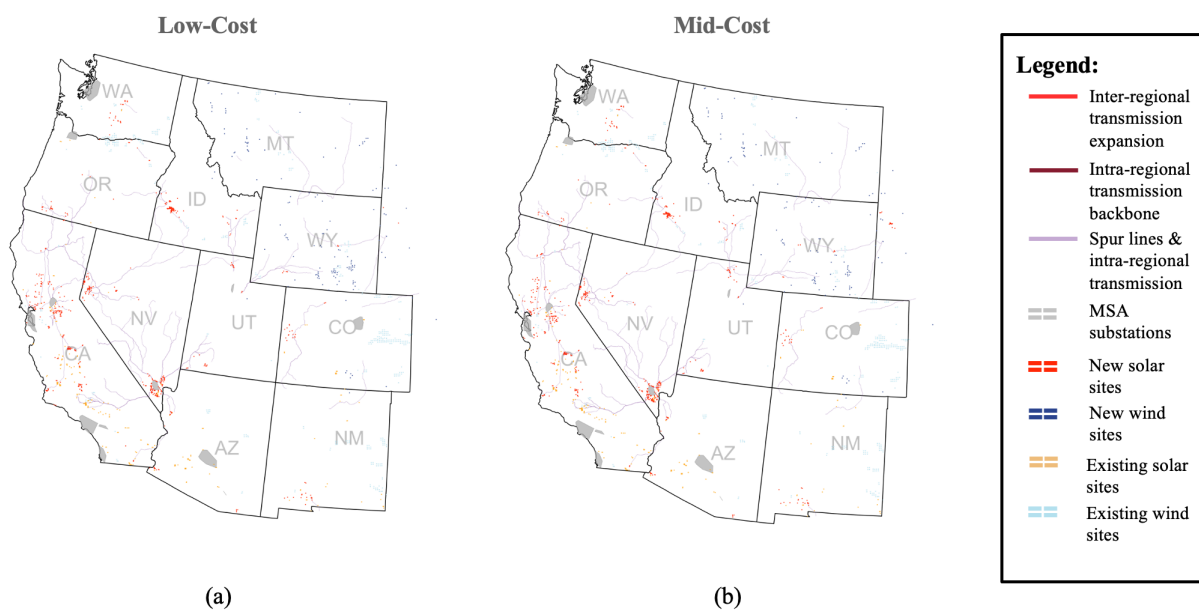 Low-Cost
Mid-Cost
WA
MT
OR
ID
WY
NV
UT
CO
CA
AZ
NM
(a)
WA
MT
OR
ID
WY
NV
UT
CO
CA
AZ
NM
(b)
Legend:
Inter-regional
transmission
expansion
Intra-regional
transmission
backbone
Spur lines &
intra-regional
transmission
MSA
substations
New solar
sites
New wind
sites
Existing solar
sites
Existing wind
sites